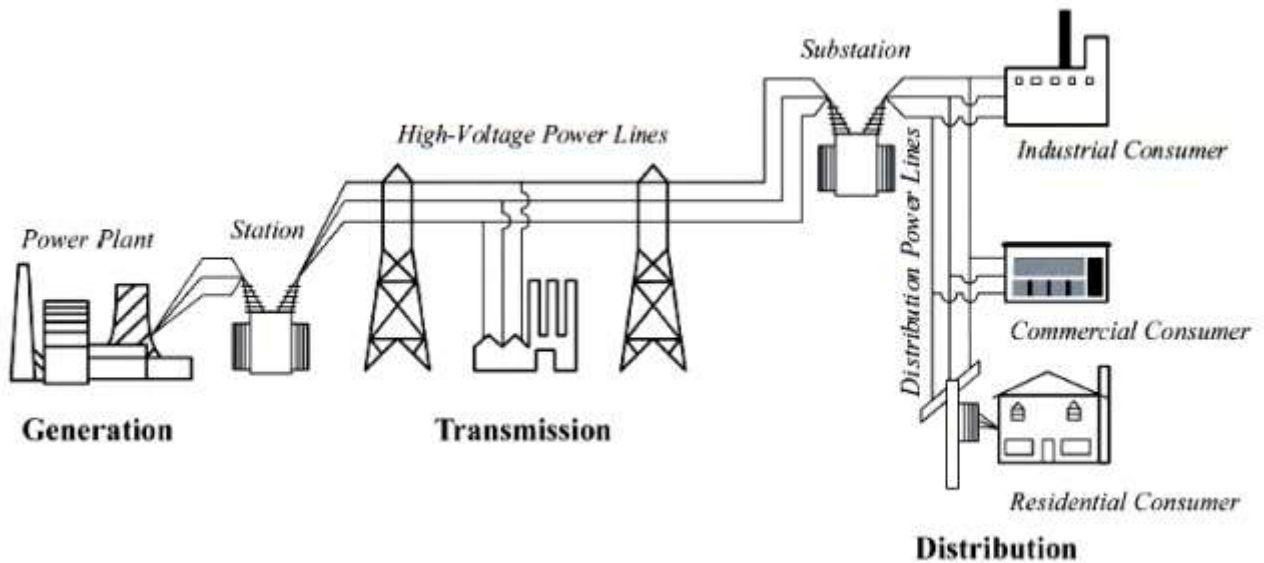 Substation
High-Voltage Power Lines
Industrial Consumer
Station
Power Plant
Distribution Power Lines
Commercial Consumer
Generation
Transmission
Residential Consumer
Distribution